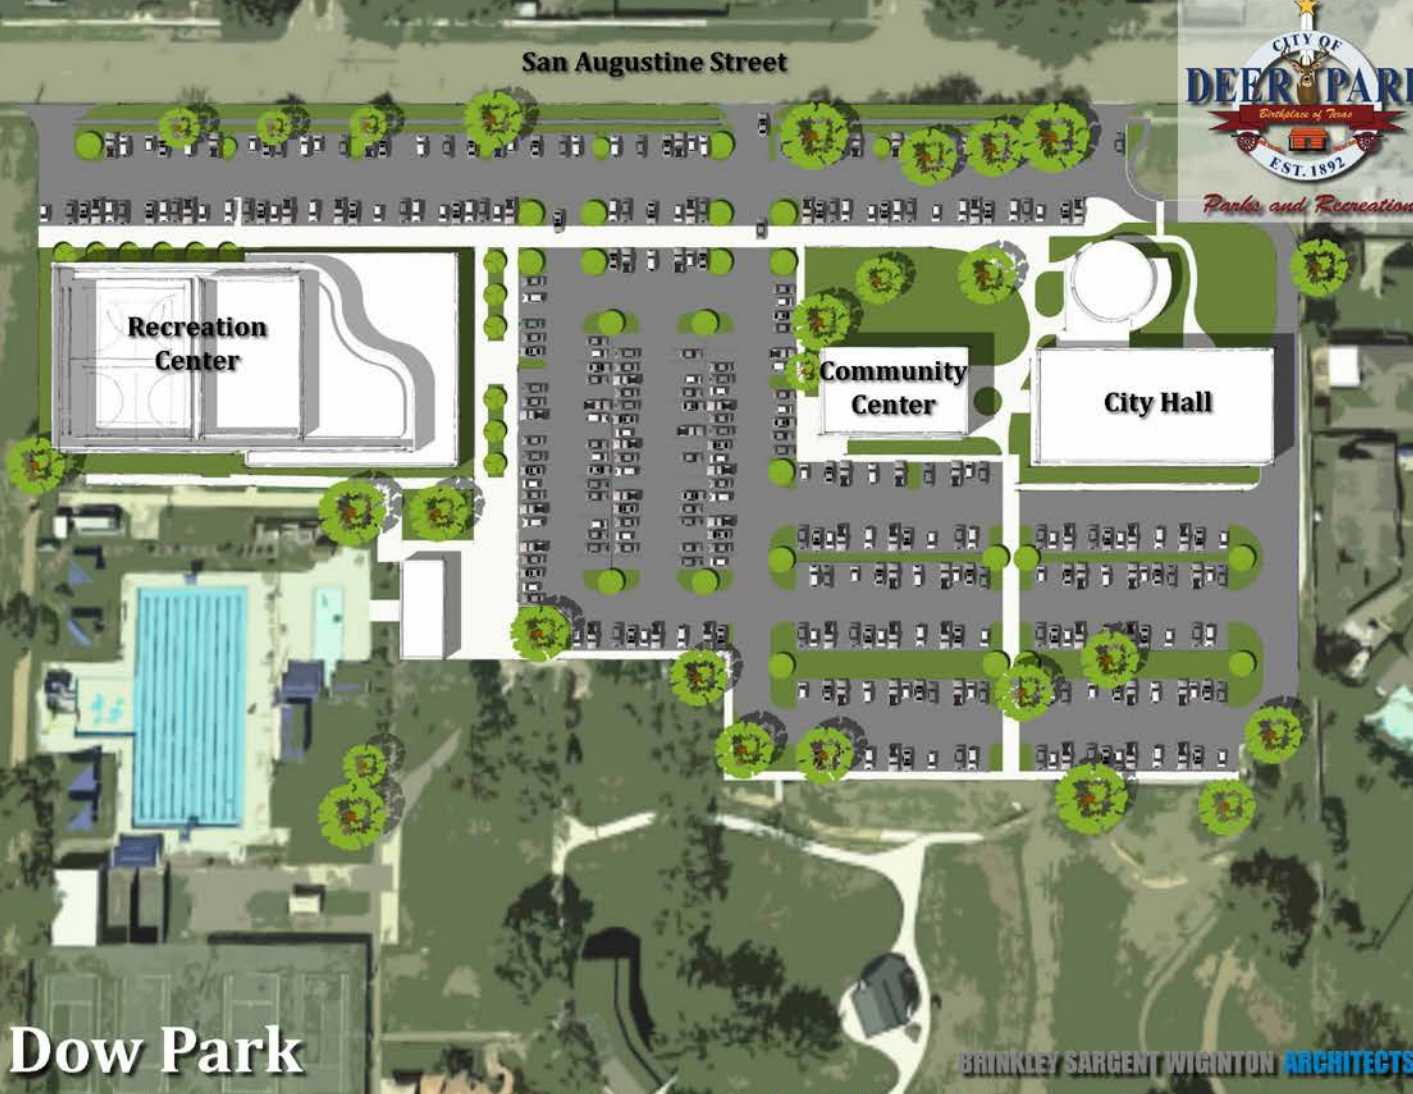 San Augustine Street
CITY OF
DEER PARK
Birthplace of Texas
EST. 1892
Parks and Recreation
Recreation
Center
Community
Center
City Hall
Dow Park
BRINKLEY SARGENT WIGINTON ARCHITECTS